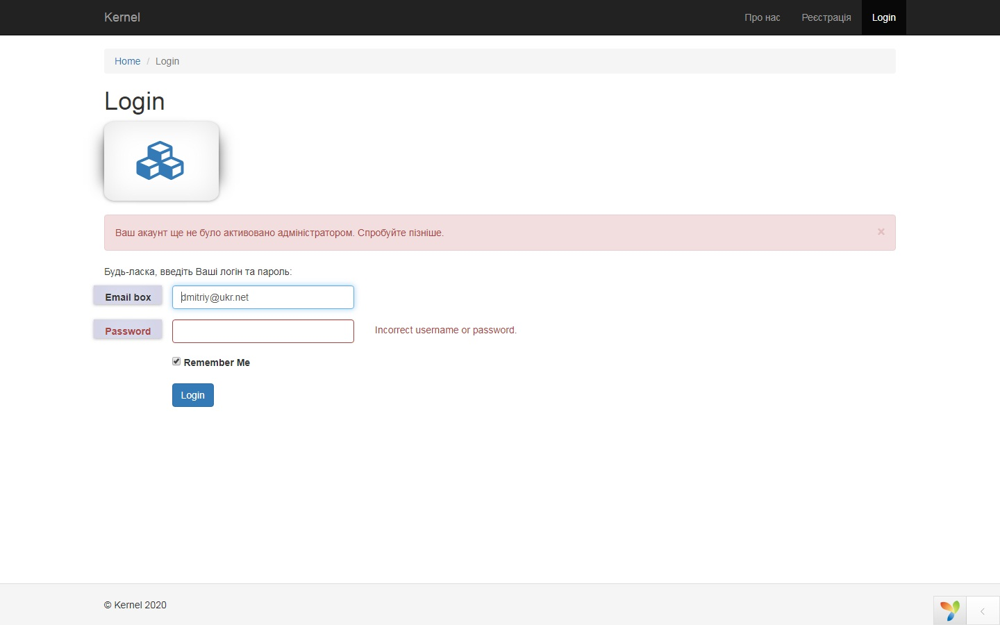 Kernel
Про нас
Реєстрація
Login
Home / Login
Login
Ваш акаунт ще не було активовано адміністратором. Спробуйте пізніше.
×
Будь-ласка, введіть Ваші логін та пароль:
Email box
dmitriy@ukr.net
Password
Incorrect username or password.
Remember Me
Login
© Kernel 2020